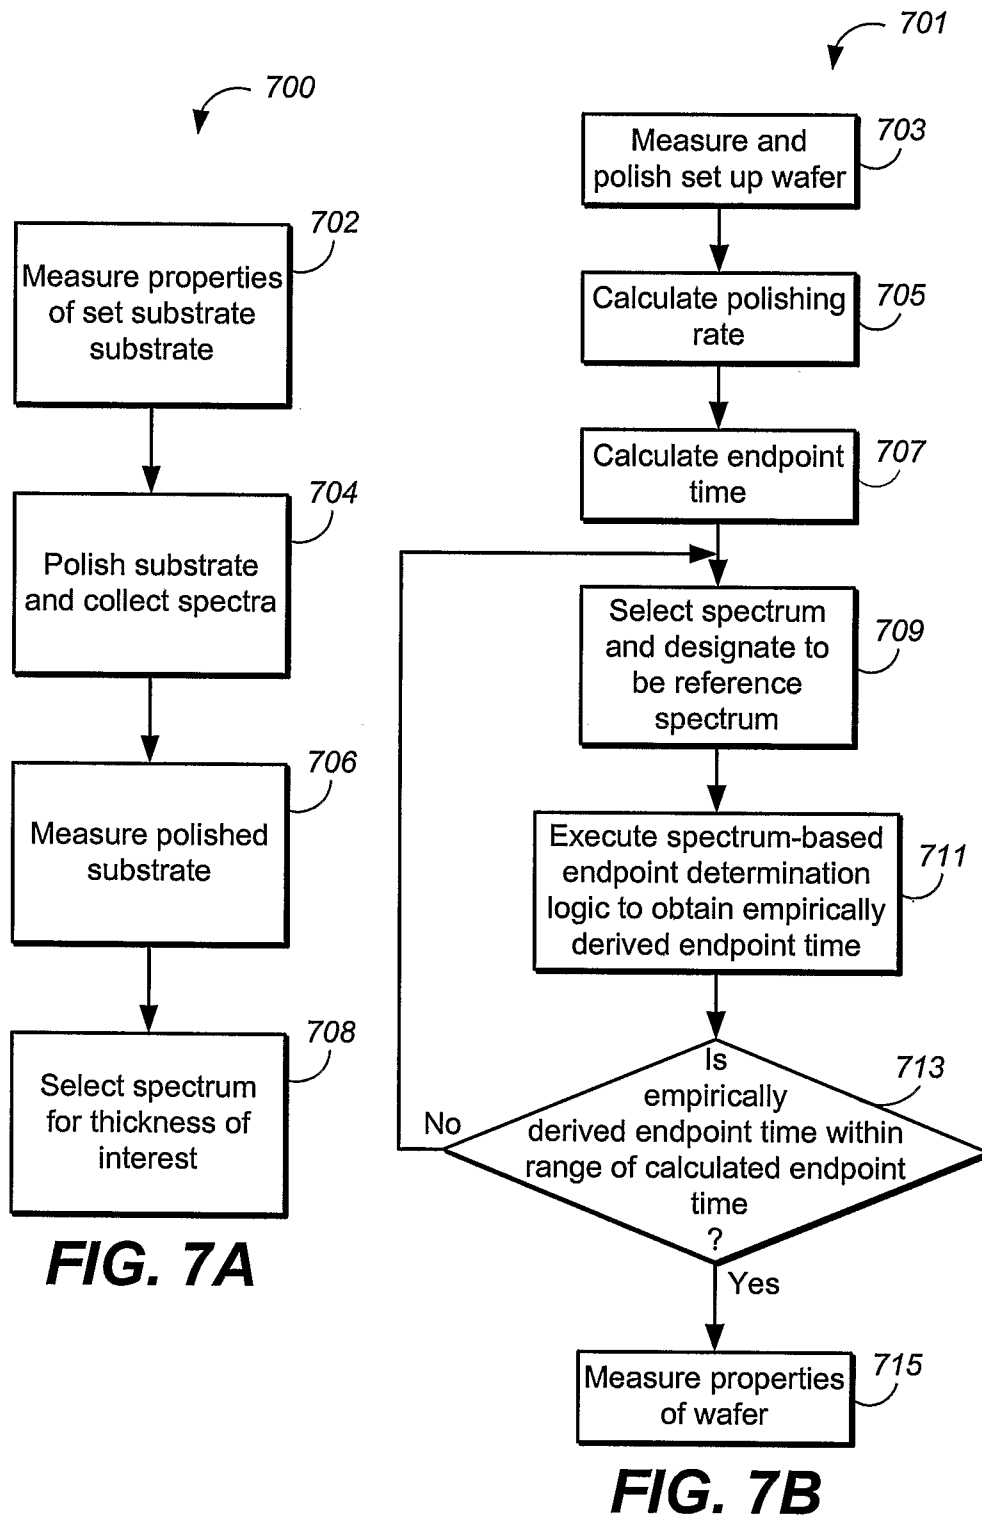 700
702
Measure properties
of set substrate
substrate
704
Polish substrate
and collect spectra
706
Measure polished
substrate
708
Select spectrum
for thickness of
interest
FIG. 7A
701
703
Measure and
polish set up wafer
705
Calculate polishing
rate
707
Calculate endpoint
time
709
Select spectrum
and designate to
be reference
spectrum
711
Execute spectrum-based
endpoint determination
logic to obtain empirically
derived endpoint time
713
Is
empirically
derived endpoint time within
range of calculated endpoint
time
?
No
Yes
715
Measure properties
of wafer
FIG. 7B